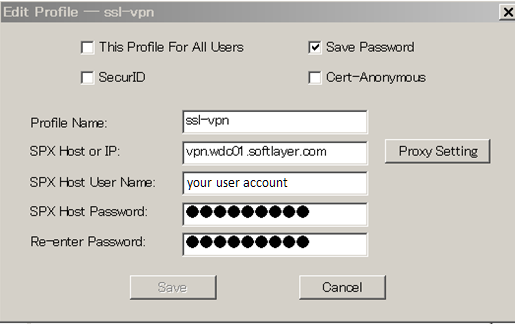 Edit Profile — ssl-vpn
This Profile For All Users
Save Password
SecurID
Cert-Anonymous
Profile Name:
ssl-vpn
SPX Host or IP:
vpn.wdc01.softlayer.com
Proxy Setting
SPX Host User Name:
your user account
SPX Host Password:
●●●●●●●●●
Re-enter Password:
●●●●●●●●●
Save
Cancel